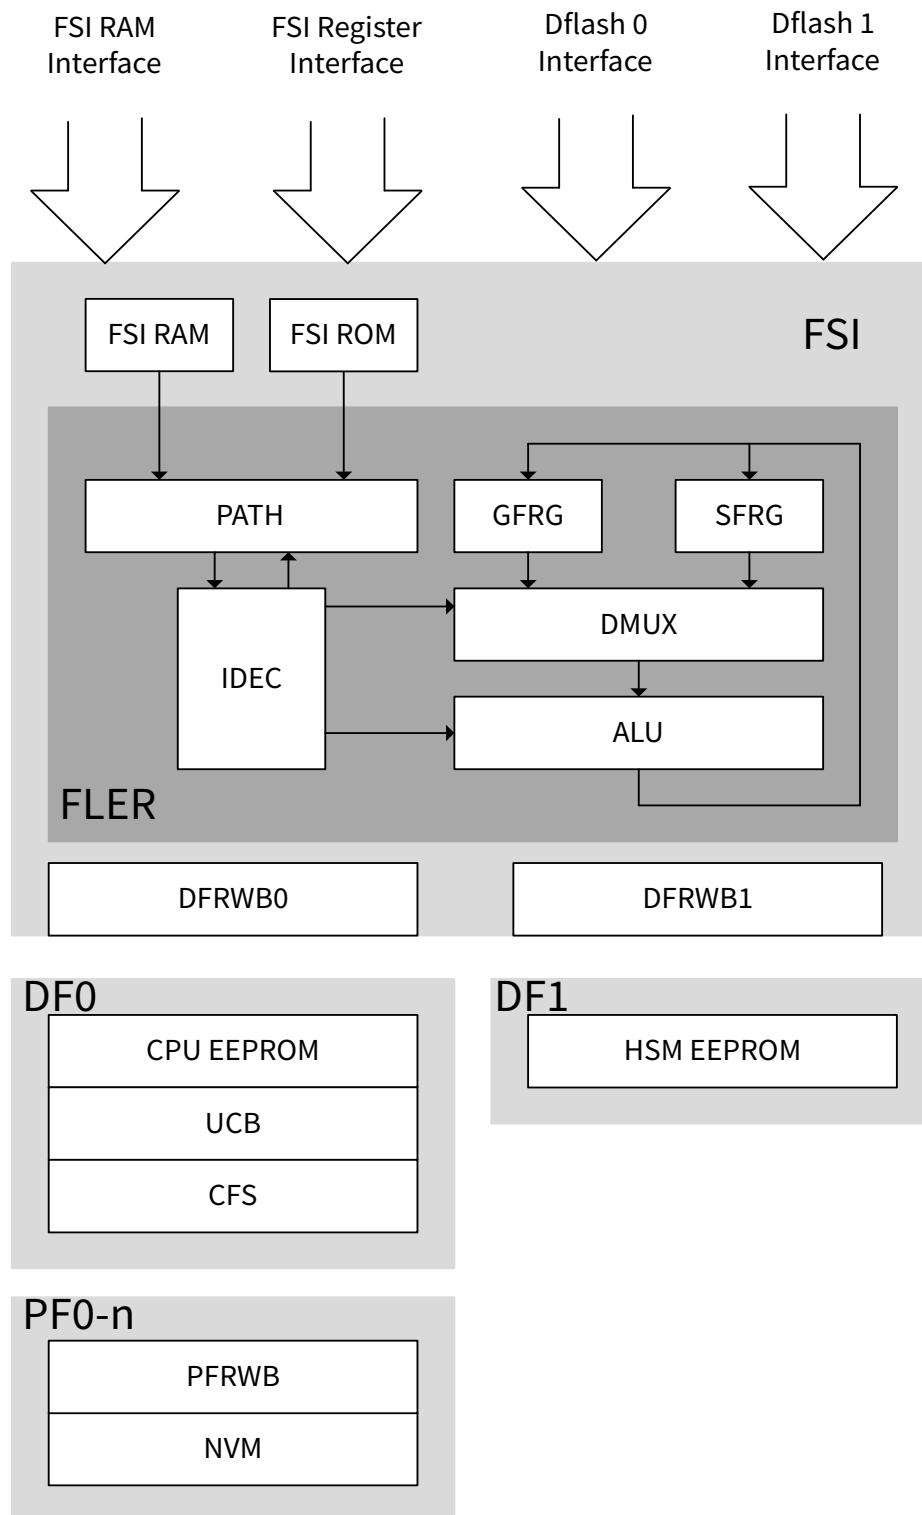 FSI RAM
Interface
FSI Register
Interface
Dflash 0
Interface
Dflash 1
Interface
FSI RAM
FSI ROM
FSI
PATH
GFRG
SFRG
DMUX
IDEC
ALU
FLER
DFRWB0
DFRWB1
DF0
CPU EEPROM
UCB
CFS
DF1
HSM EEPROM
PF0-n
PFRWB
NVM